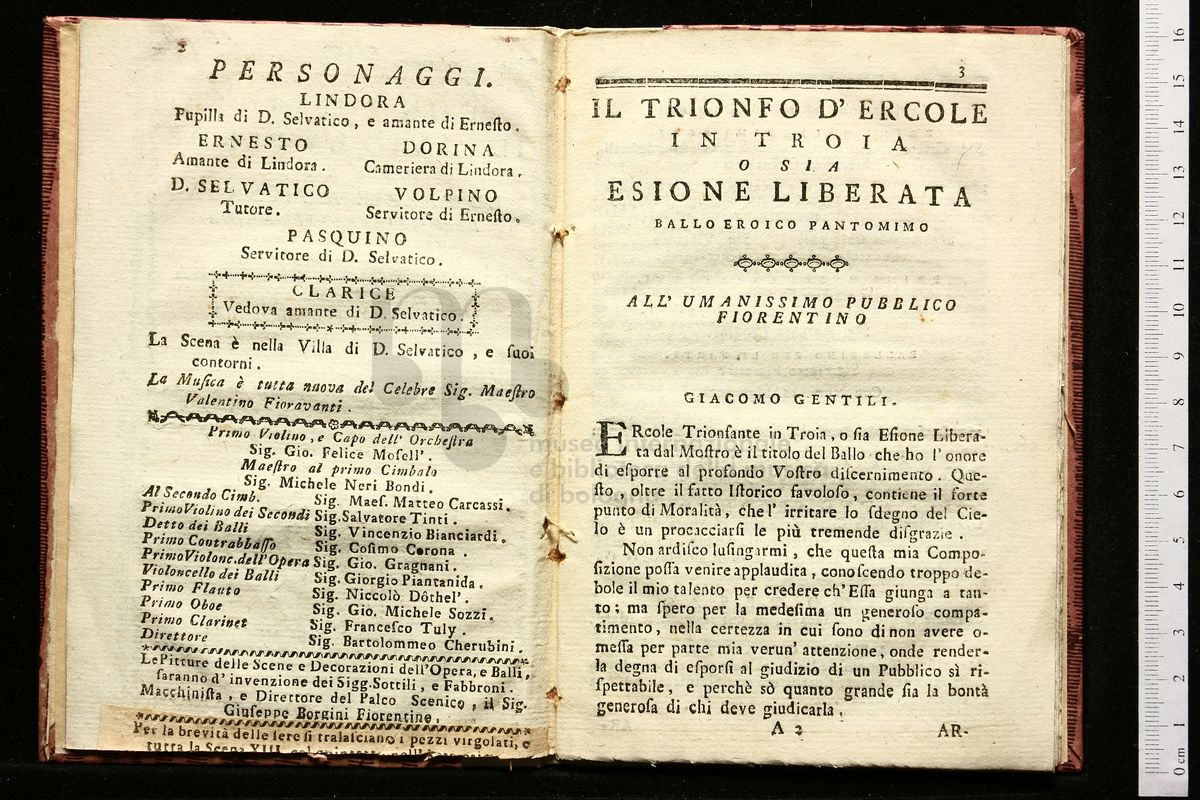 2
PERSONAGGI.
LINDORA
Pupilla di D. Selvatico, e amante di Ernesto.
ERNESTO
Amante di Lindora.
DORINA
Cameriera di Lindora.
D. SELVATICO
Tutore.
VOLPINO
Servitore di Ernesto.
PASQUINO
Servitore di D. Selvatico.
CLARICE
Vedova amante di D. Selvatico.
La Scena è nella Villa di D. Selvatico, e suoi
contorni.
La Musica è tutta nuova del Celebre Sig. Maestro
Valentino Fioravanti.
Primo Violino, e Capo dell' Orchestra
Sig. Gio. Felice Mosell'.
Maestro al primo Cimbalo
Sig. Michele Neri Bondi.
Al Secondo Cimb. Sig. Maes. Matteo Carcassi.
Primo Violino dei Secondi Sig. Salvatore Tinti.
Detto dei Balli Sig. Vincenzio Bianciardi.
Primo Contrabbasso Sig. Cosimo Corona.
Primo Violonc. dell' Opera Sig. Gio. Gragnani.
Violoncello dei Balli Sig. Giorgio Piantanida.
Primo Flauto Sig. Niccolò Dôthel'.
Primo Oboe Sig. Gio. Michele Sozzi.
Primo Clarinet Sig. Francesco Tuly.
Direttore Sig. Bartolommeo Cherubini.
Le Pitture delle Scene e Decorazioni dell' Opera, e Balli,
saranno d' invenzione dei Sigg. Sottili, e Fabbroni.
Macchinista, e Direttore del Palco Scenico, il Sig.
Giuseppe Borgini Fiorentino.
Per la brevità delle sere si tralasciano i pezzi virgolati, e
tutta la Scena XIII.
3
IL TRIONFO D' ERCOLE
IN TROIA
O SIA
ESIONE LIBERATA
BALLO EROICO PANTOMIMO
ALL' UMANISSIMO PUBBLICO
FIORENTINO
GIACOMO GENTILI.
ERcole Trionfante in Troia, o sia Esione Libera-
ta dal Mostro è il titolo del Ballo che ho l' onore
di esporre al profondo Vostro discernimento. Que-
sto, oltre il fatto Istorico favoloso, contiene il forte
punto di Moralità, che l' irritare lo sdegno del Cie-
lo è un procacciarsi le più tremende disgrazie.
Non ardisco lusingarmi, che questa mia Compo-
sizione possa venire applaudita, conoscendo troppo de-
bole il mio talento per credere ch' Essa giunga a tan-
to; ma spero per la medesima un generoso compa-
timento, nella certezza in cui sono di non avere o-
messa per parte mia verun' attenzione, onde render-
la degna di esporsi al giudizio di un Pubblico sì ri-
spettabile, e perchè sò quanto grande sia la bontà
generosa di chi deve giudicarla.
A 2
AR-